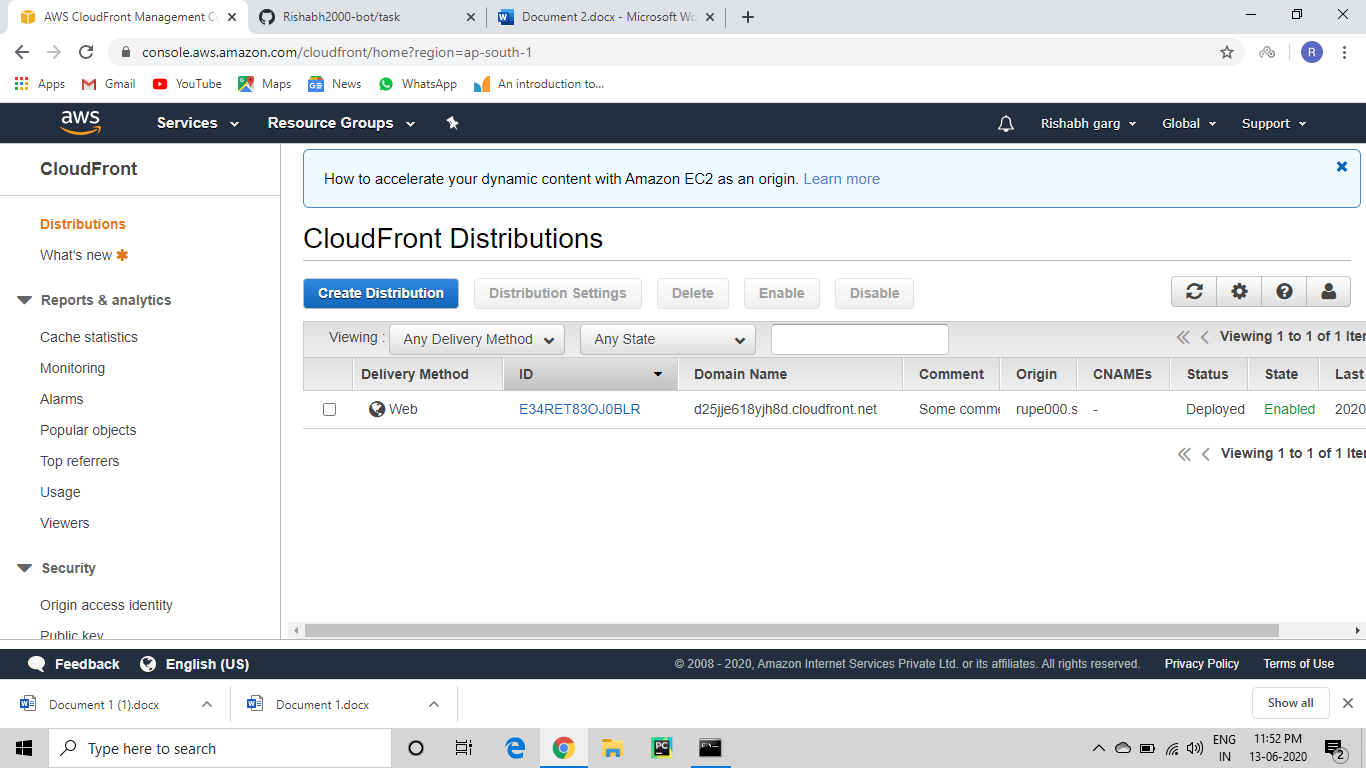 AWS CloudFront Management Co
Rishabh2000-bot/task
Document 2.docx - Microsoft Wo
console.aws.amazon.com/cloudfront/home?region=ap-south-1
R
Apps
Gmail
YouTube
Maps
News
WhatsApp
An introduction to...
aws
Services
Resource Groups
Rishabh garg
Global
Support
CloudFront
Distributions
What's new
Reports & analytics
Cache statistics
Monitoring
Alarms
Popular objects
Top referrers
Usage
Viewers
Security
Origin access identity
Public key
How to accelerate your dynamic content with Amazon EC2 as an origin. Learn more
CloudFront Distributions
Create Distribution
Distribution Settings
Delete
Enable
Disable
Viewing :
Any Delivery Method
Any State
Viewing 1 to 1 of 1 Iter
Delivery Method
ID
Domain Name
Comment
Origin
CNAMEs
Status
State
Last
Web
E34RET83OJ0BLR
d25jje618yjh8d.cloudfront.net
Some comme
rupe000.s
-
Deployed
Enabled
2020
Viewing 1 to 1 of 1 Iter
Feedback
English (US)
© 2008 - 2020, Amazon Internet Services Private Ltd. or its affiliates. All rights reserved.
Privacy Policy
Terms of Use
Document 1 (1).docx
Document 1.docx
Show all
Type here to search
PC
ENG
IN
11:52 PM
13-06-2020
2